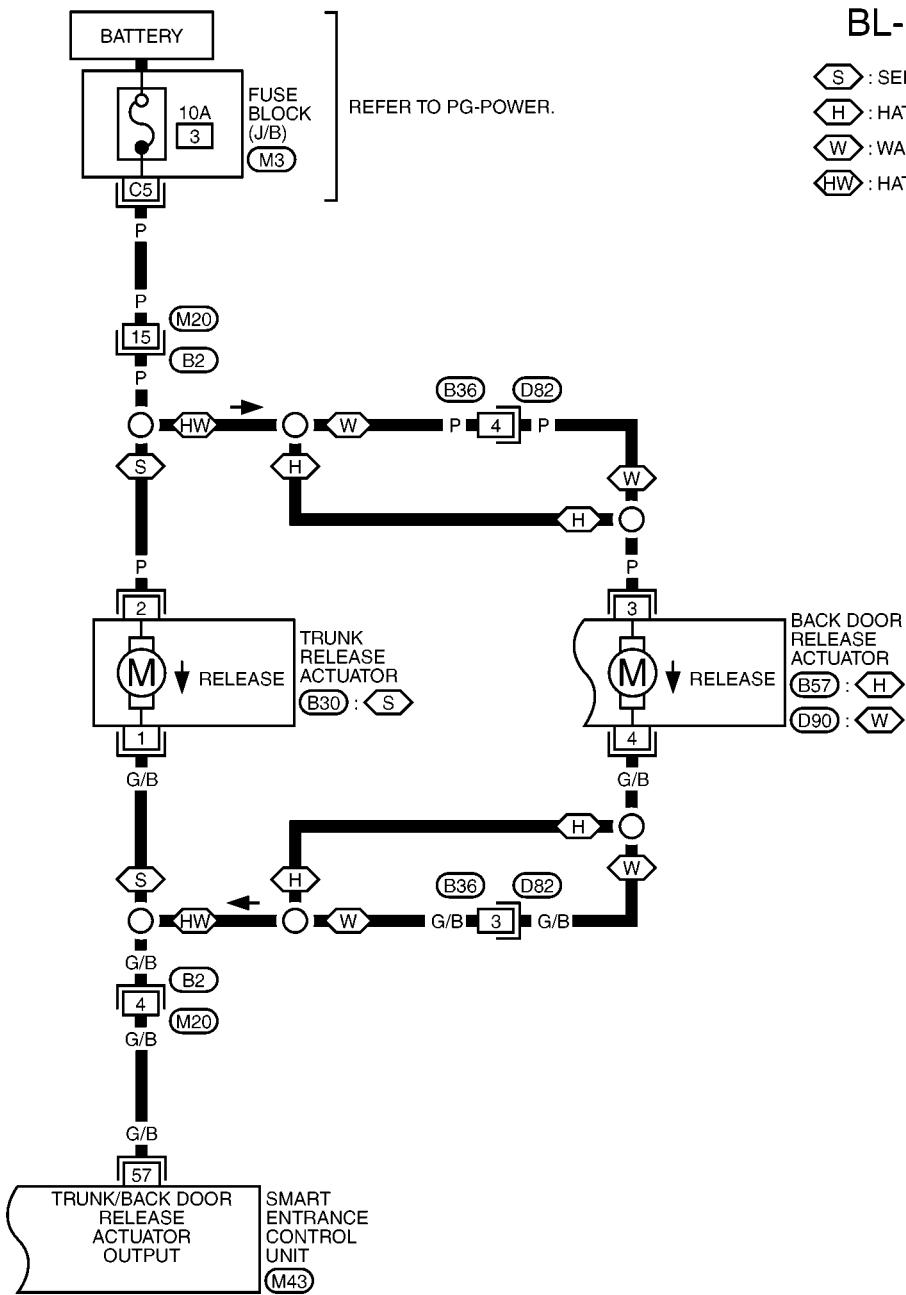 BL-
BATTERY
10A
3
FUSE
BLOCK
(J/B)
M3
REFER TO PG-POWER.
S : SE
H : HA
W : WA
HW : HA
C5
P
P
15
M20
B2
P
HW
W
B36
D82
P
4
P
S
H
W
H
P
P
2
3
M
RELEASE
TRUNK
RELEASE
ACTUATOR
B30 : S
M
RELEASE
BACK DOOR
RELEASE
ACTUATOR
B57 : H
D90 : W
1
4
G/B
G/B
H
S
H
W
B36
D82
HW
W
G/B
3
G/B
G/B
B2
4
M20
G/B
G/B
57
TRUNK/BACK DOOR
RELEASE
ACTUATOR
OUTPUT
SMART
ENTRANCE
CONTROL
UNIT
M43